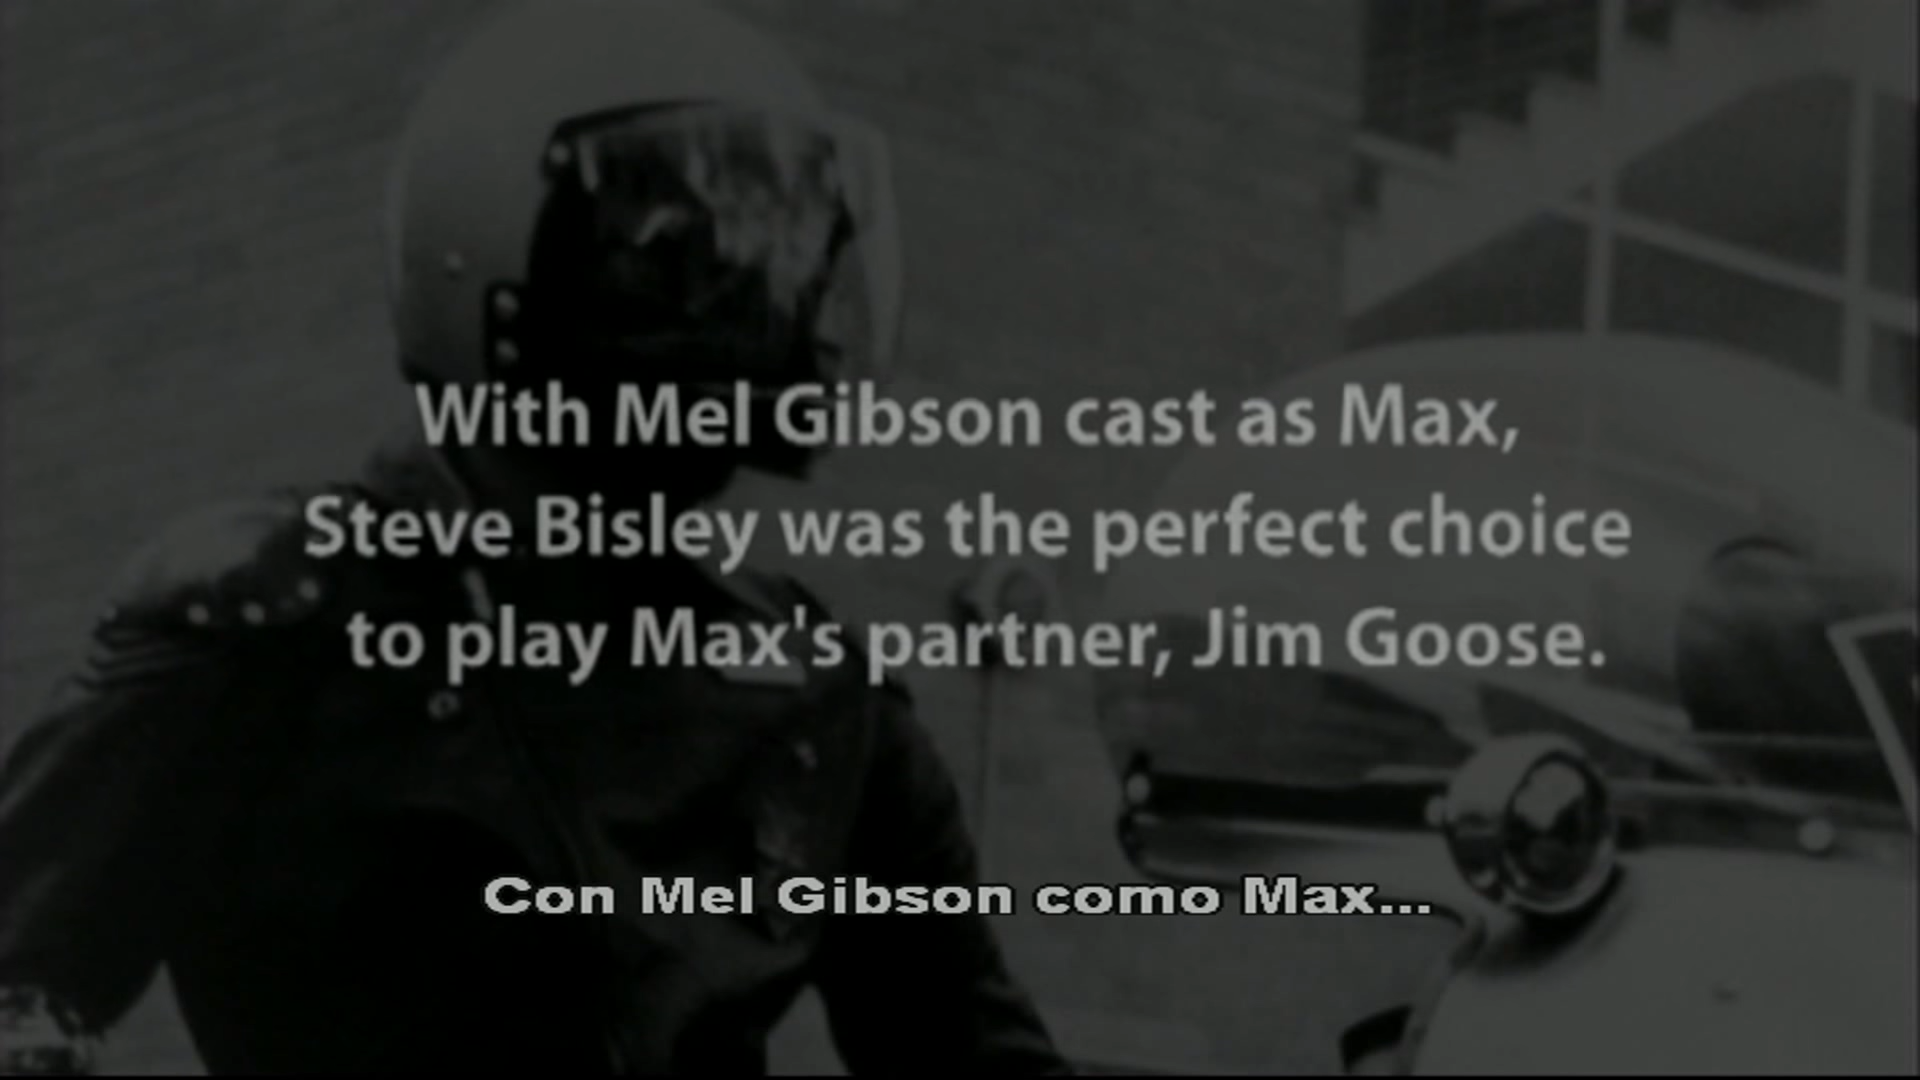 With Mel Gibson cast as Max,
Steve Bisley was the perfect choice
to play Max's partner, Jim Goose.
Con Mel Gibson como Max...